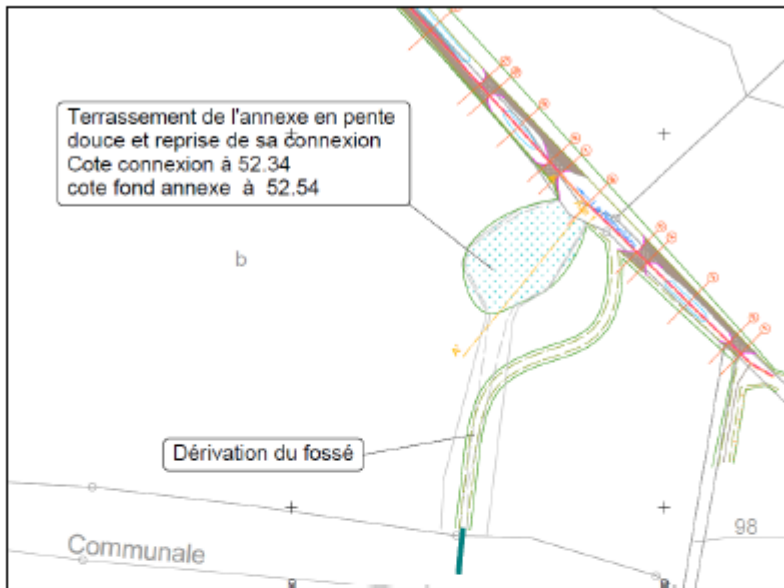 Terrassement de l'annexe en pente
douce et reprise de sa connexion
Cote connexion à 52.34
cote fond annexe à 52.54
b
Dérivation du fossé
98
Communale